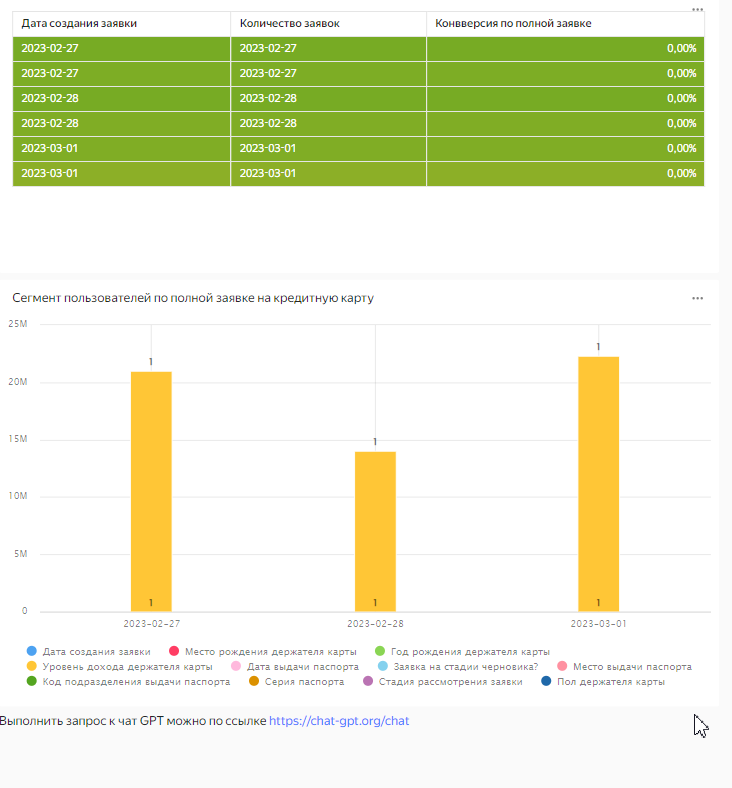 Дата создания заявки Количество заявок Конвверсия по полной заявке
2023-02-27 2023-02-27 0,00%
2023-02-27 2023-02-27 0,00%
2023-02-28 2023-02-28 0,00%
2023-02-28 2023-02-28 0,00%
2023-03-01 2023-03-01 0,00%
2023-03-01 2023-03-01 0,00%
Сегмент пользователей по полной заявке на кредитную карту
25M
1
1
20M
15M
1
10M
5M
1 1 1
0
2023-02-27 2023-02-28 2023-03-01
Дата создания заявки Место рождения держателя карты Год рождения держателя карты
Уровень дохода держателя карты Дата выдачи паспорта Заявка на стадии черновика? Место выдачи паспорта
Код подразделения выдачи паспорта Серия паспорта Стадия рассмотрения заявки Пол держателя карты
Выполнить запрос к чат GPT можно по ссылке https://chat-gpt.org/chat